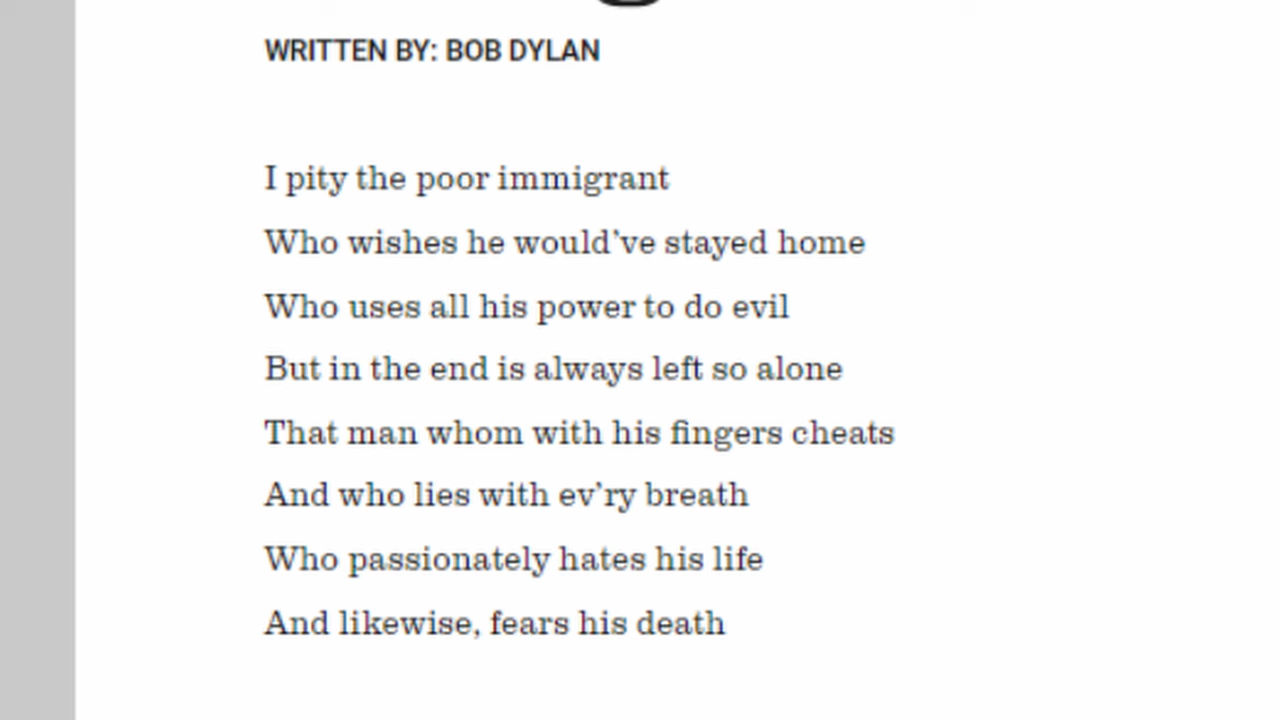 WRITTEN BY: BOB DYLAN
I pity the poor immigrant
Who wishes he would’ve stayed home
Who uses all his power to do evil
But in the end is always left so alone
That man whom with his fingers cheats
And who lies with ev’ry breath
Who passionately hates his life
And likewise, fears his death